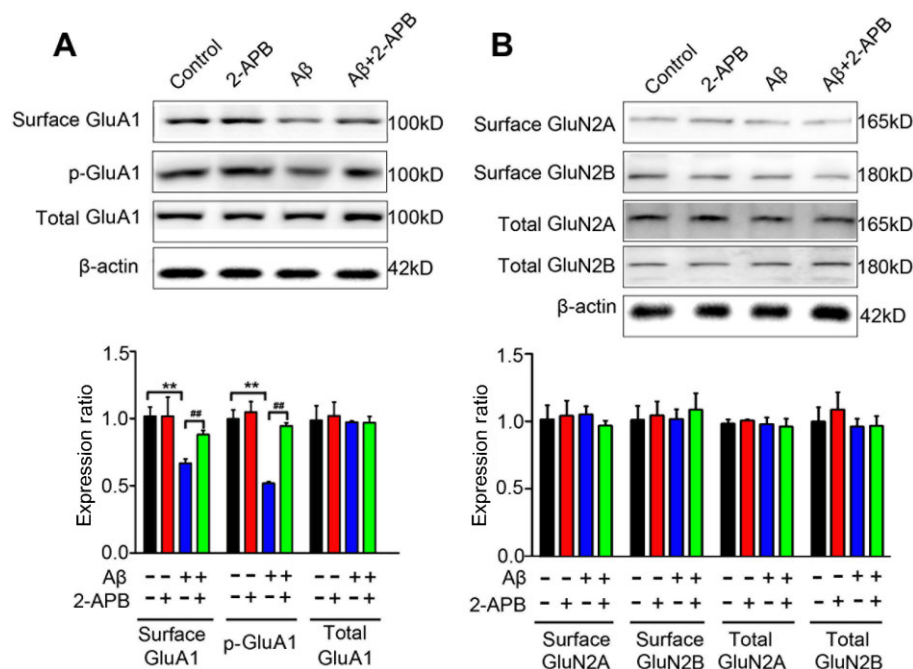 A
Control 2-APB Aβ Aβ+2-APB
Surface GluA1 100kD
p-GluA1 100kD
Total GluA1 100kD
β-actin 42kD
1.5
1.0
0.5
0.0
Expression ratio
** ## ** ##
Aβ - - + + - - + + - - + +
2-APB - + - + - + - + - + - +
Surface GluA1 p-GluA1 Total GluA1
B
Control 2-APB Aβ Aβ+2-APB
Surface GluN2A 165kD
Surface GluN2B 180kD
Total GluN2A 165kD
Total GluN2B 180kD
β-actin 42kD
1.5
1.0
0.5
0.0
Expression ratio
Aβ - - + + - - + + - - + + - - + +
2-APB - + - + - + - + - + - + - + - +
Surface GluN2A Surface GluN2B Total GluN2A Total GluN2B